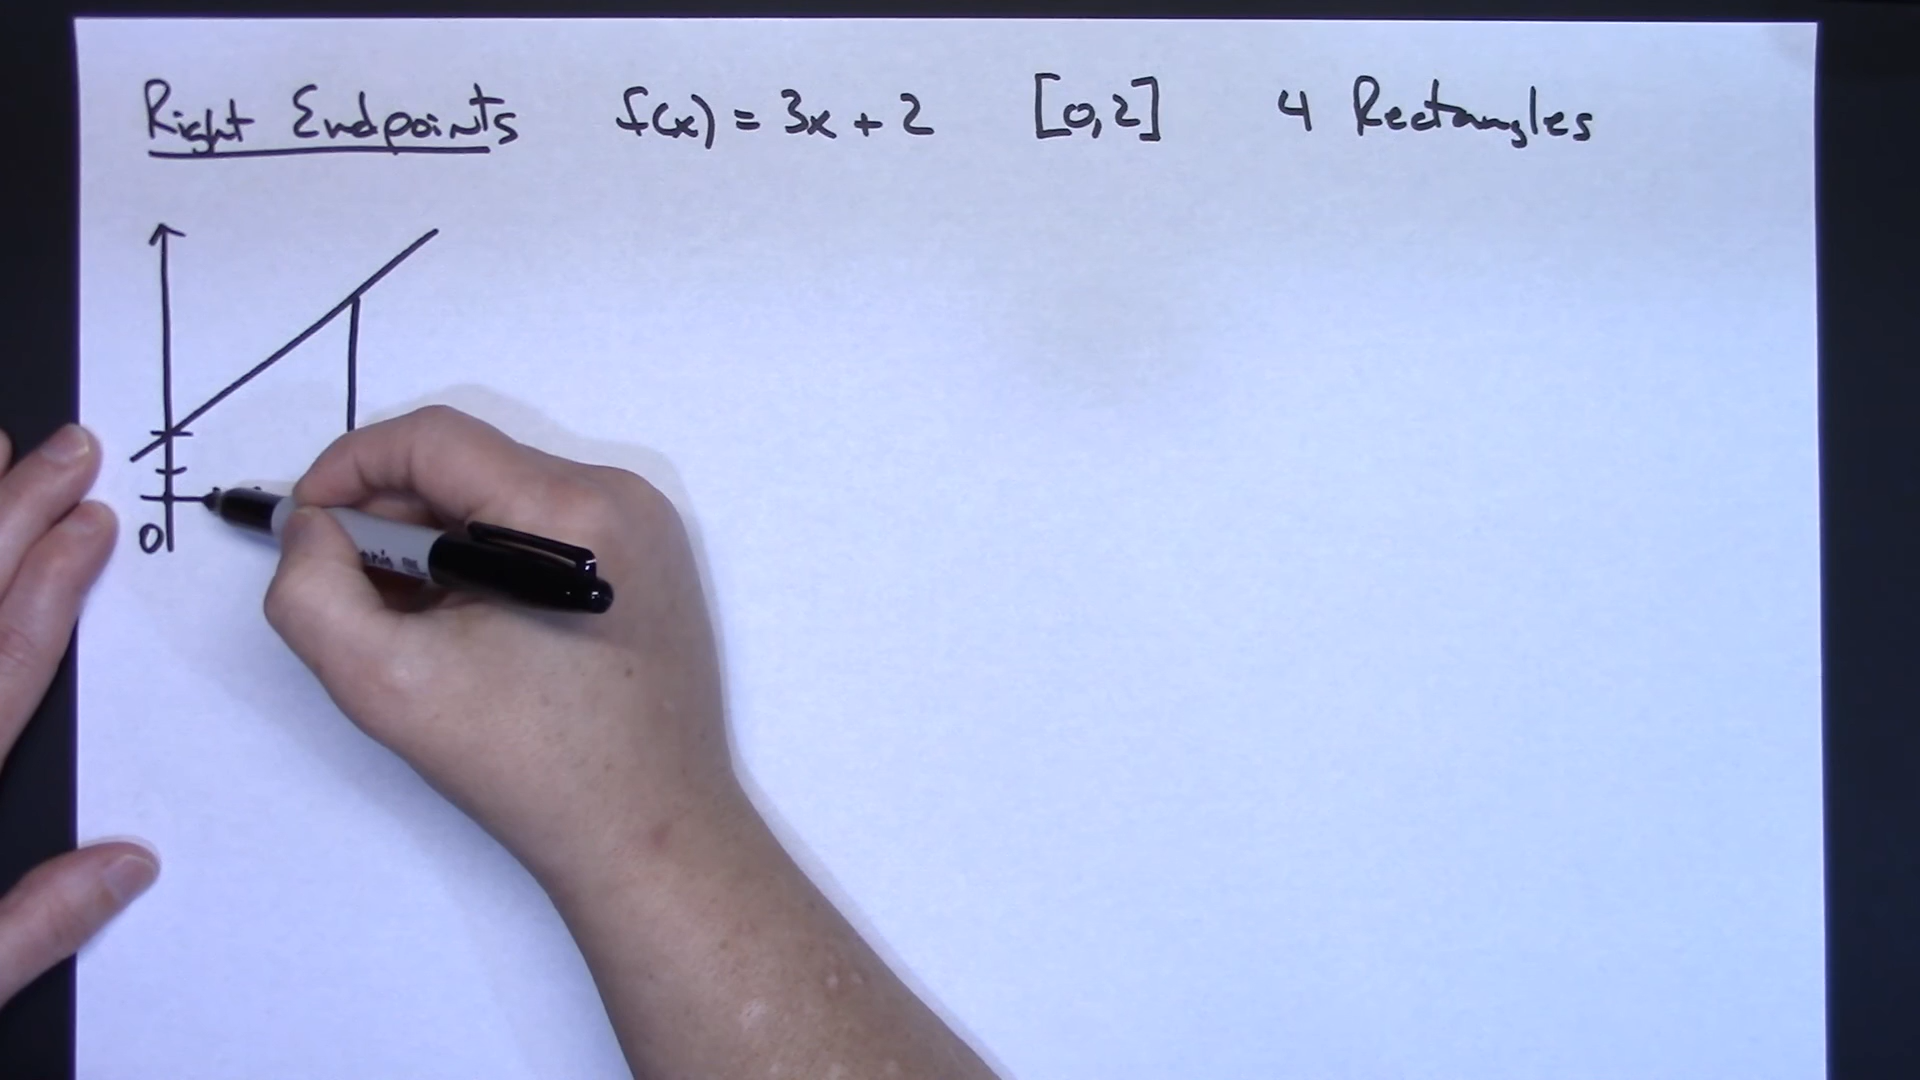 Right Endpoints f(x) = 3x + 2 [0,2] 4 Rectangles
0